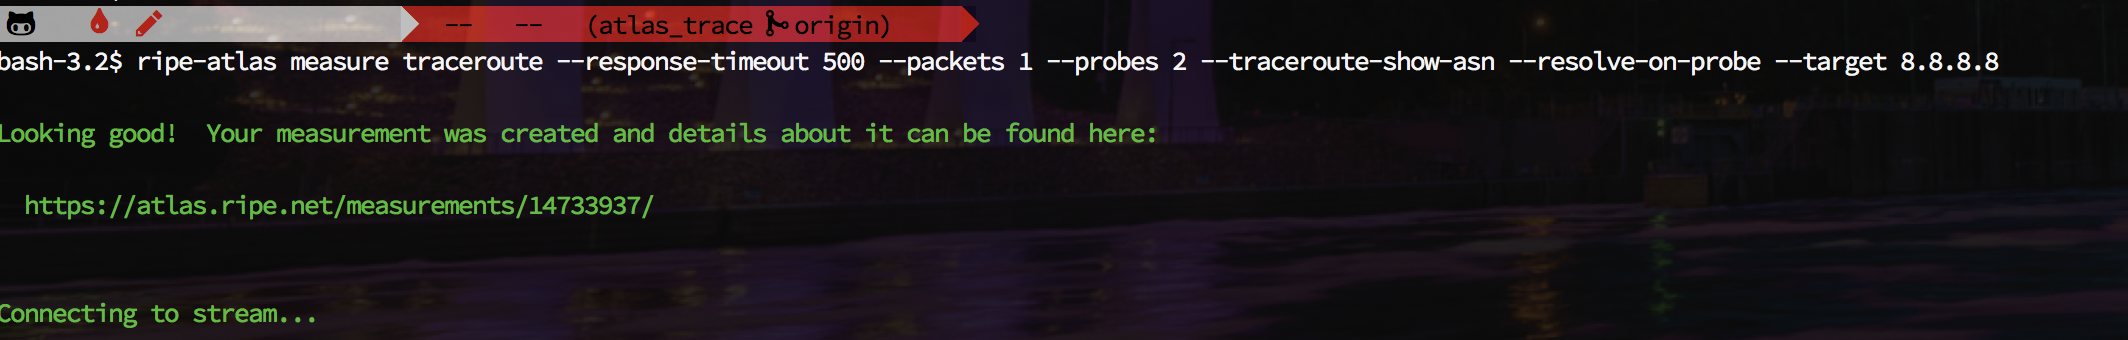 -- -- (atlas_trace origin)
bash-3.2$ ripe-atlas measure traceroute --response-timeout 500 --packets 1 --probes 2 --traceroute-show-asn --resolve-on-probe --target 8.8.8.8
Looking good!  Your measurement was created and details about it can be found here:
https://atlas.ripe.net/measurements/14733937/
Connecting to stream...